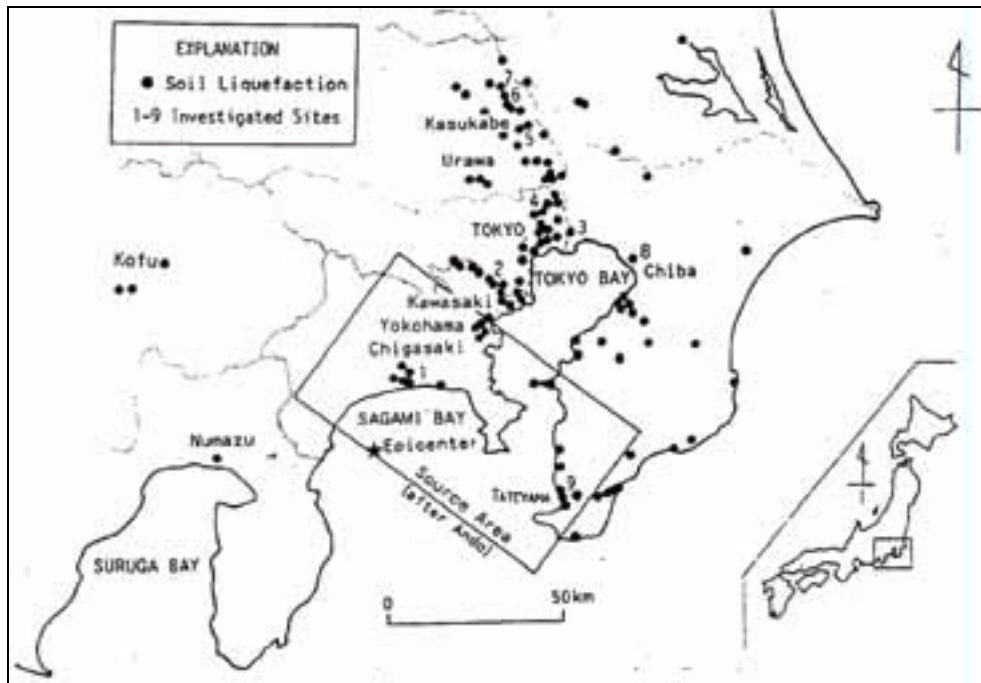 EXPLANATION
Soil Liquefaction
1-9 Investigated Sites
7
6
Kasukabe
5
Urawa
4
TOKYO
3
Kofu
2
TOKYO BAY
8
Chiba
Kawasaki
Yokohama
Chigasaki
1
SAGAMI BAY
Epicenter
Numazu
Source Area
(after Ando)
TATEYAMA
9
SURUGA BAY
0
50km